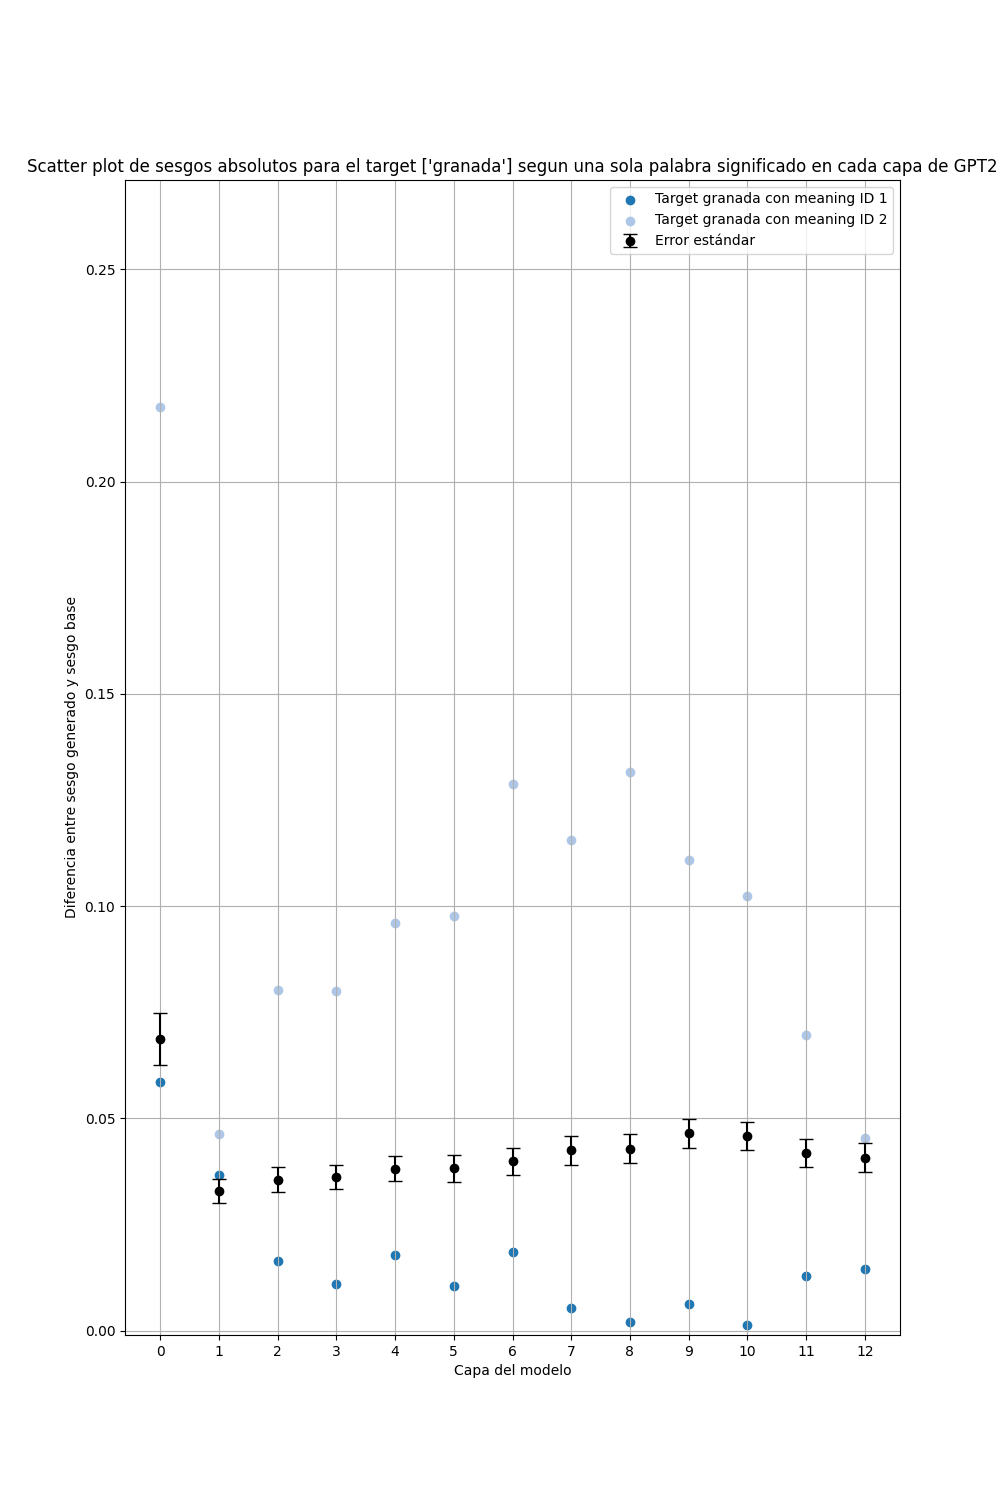 Scatter plot de sesgos absolutos para el target ['granada'] segun una sola palabra significado en cada capa de GPT2
Target granada con meaning ID 1
Target granada con meaning ID 2
Error estándar
Diferencia entre sesgo generado y sesgo base
0.25
0.20
0.15
0.10
0.05
0.00
0 1 2 3 4 5 6 7 8 9 10 11 12
Capa del modelo